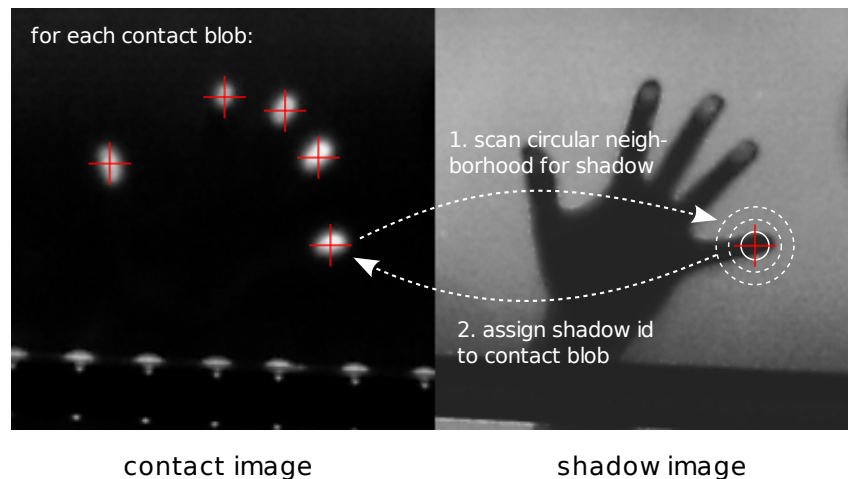 for each contact blob:
1. scan circular neigh-
borhood for shadow
2. assign shadow id
to contact blob
contact image
shadow image